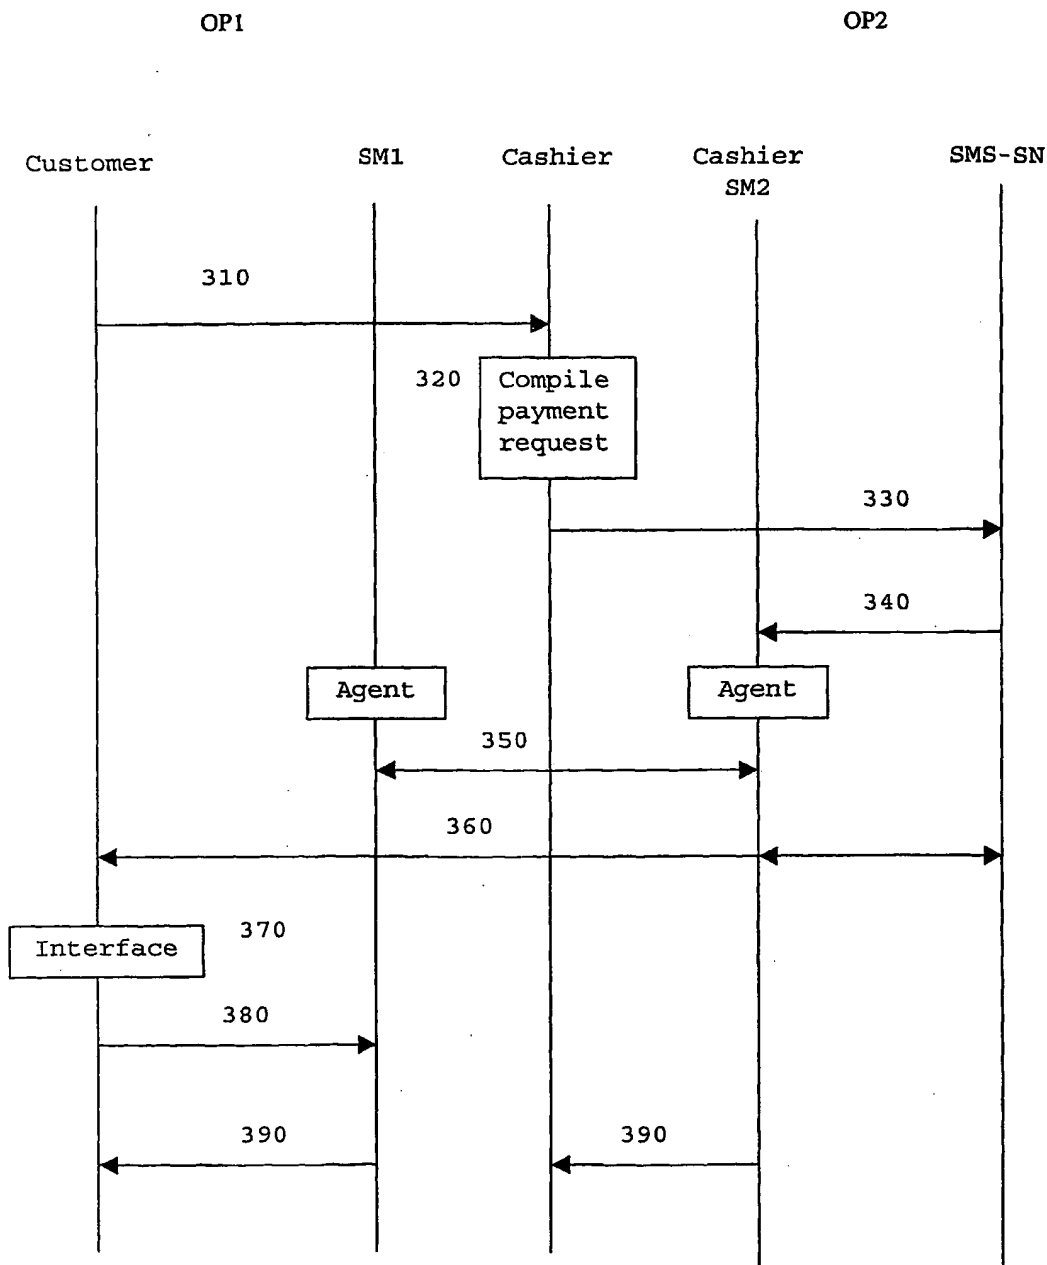 OP1
OP2
Customer
SM1
Cashier
Cashier
SM2
SMS-SN
310
320
Compile
payment
request
330
340
Agent
Agent
350
360
Interface
370
380
390
390